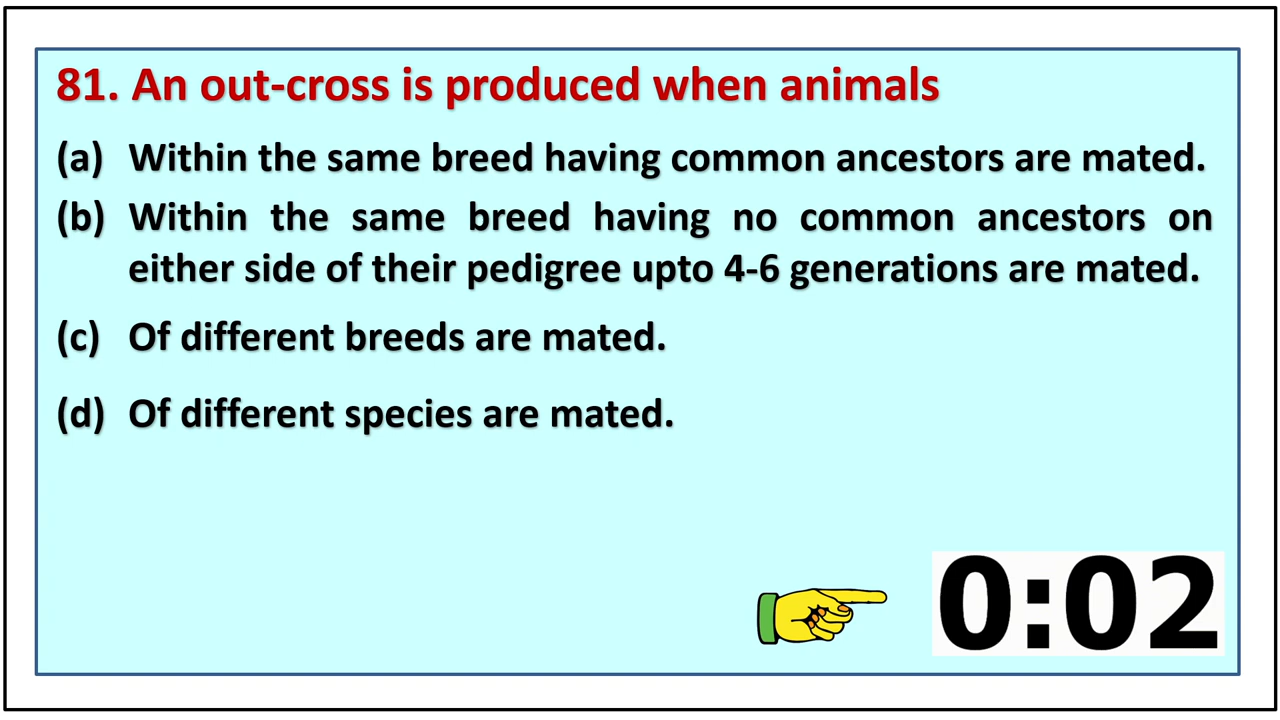 81. An out-cross is produced when animals
(a) Within the same breed having common ancestors are mated.
(b) Within the same breed having no common ancestors on
either side of their pedigree upto 4-6 generations are mated.
(c) Of different breeds are mated.
(d) Of different species are mated.
0:02